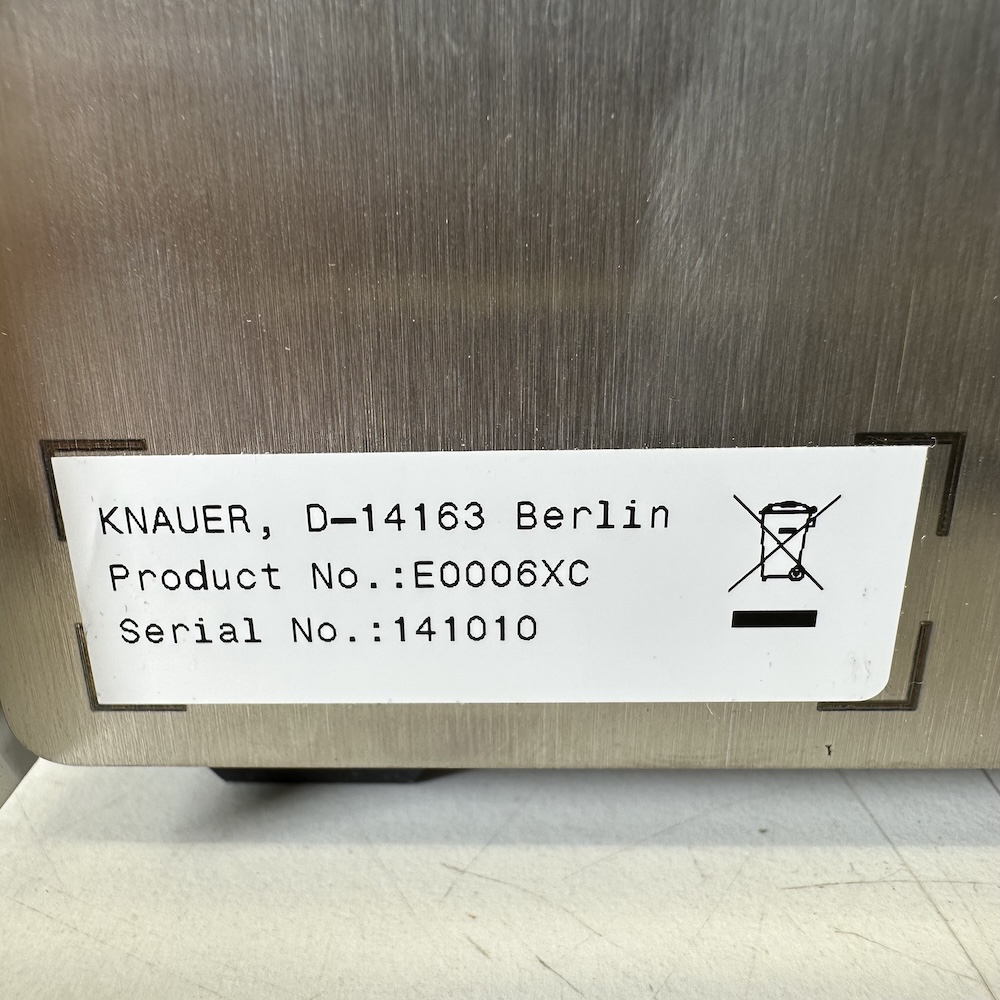 KNAUER, D-14163 Berlin
Product No.:E0006XC
Serial No.:141010